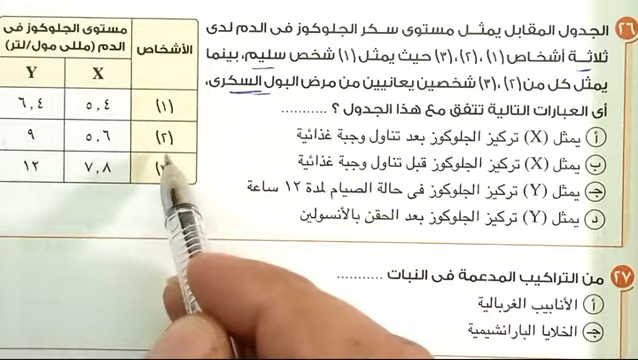 ٢٦ الجدول المقابل يمثل مستوى سكر الجلوكوز فى الدم لدى
ثلاثة أشخاص (١)، (٢)، (٣) حيث يمثل (١) شخص سليم، بينما
يمثل كل من (٢)، (٣) شخصين يعانيين من مرض البول السكرى،
أى العبارات التالية تتفق مع هذا الجدول ؟ ............
أ يمثل (X) تركيز الجلوكوز بعد تناول وجبة غذائية
ب يمثل (X) تركيز الجلوكوز قبل تناول وجبة غذائية
ج يمثل (Y) تركيز الجلوكوز فى حالة الصيام لمدة ١٢ ساعة
د يمثل (Y) تركيز الجلوكوز بعد الحقن بالأنسولين
الأشخاص مستوى الجلوكوز فى
الدم (مللى مول/لتر)
X Y
(١) ٥,٤ ٦,٤
(٢) ٥,٦ ٩
٧,٨ ١٢
٢٧ من التراكيب المدعمة فى النبات ............
أ الأنابيب الغربالية
ج الخلايا البارانشيمية